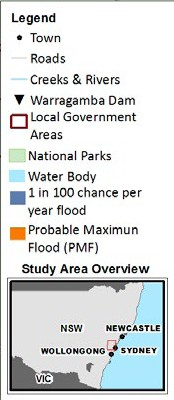 Legend
Town
Roads
Creeks & Rivers
Warragamba Dam
Local Government
Areas
National Parks
Water Body
1 in 100 chance per
year flood
Probable Maximun
Flood (PMF)
Study Area Overview
NSW
NEWCASTLE
WOLLONGONG
SYDNEY
VIC